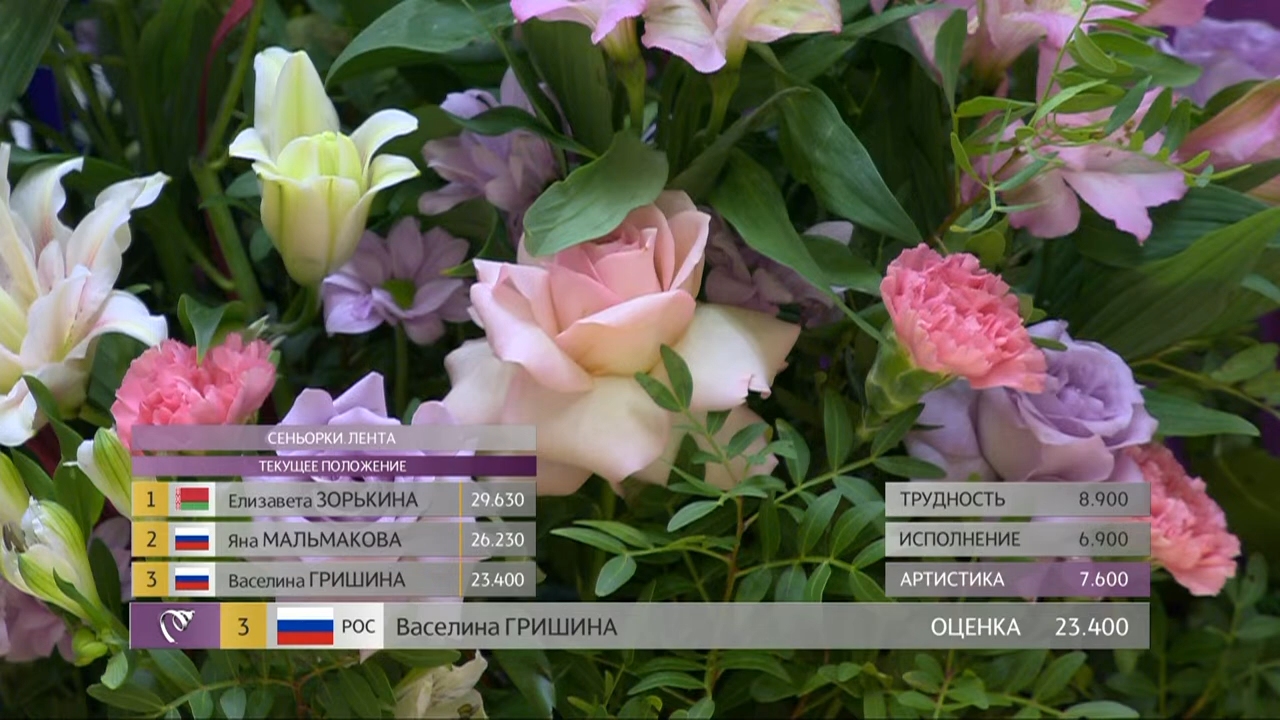 СЕНЬОРКИ. ЛЕНТА
ТЕКУЩЕЕ ПОЛОЖЕНИЕ
1 Елизавета ЗОРЬКИНА 29.630
2 Яна МАЛЬМАКОВА 26.230
3 Васелина ГРИШИНА 23.400
ТРУДНОСТЬ 8.900
ИСПОЛНЕНИЕ 6.900
АРТИСТИКА 7.600
3 РОС Васелина ГРИШИНА ОЦЕНКА 23.400